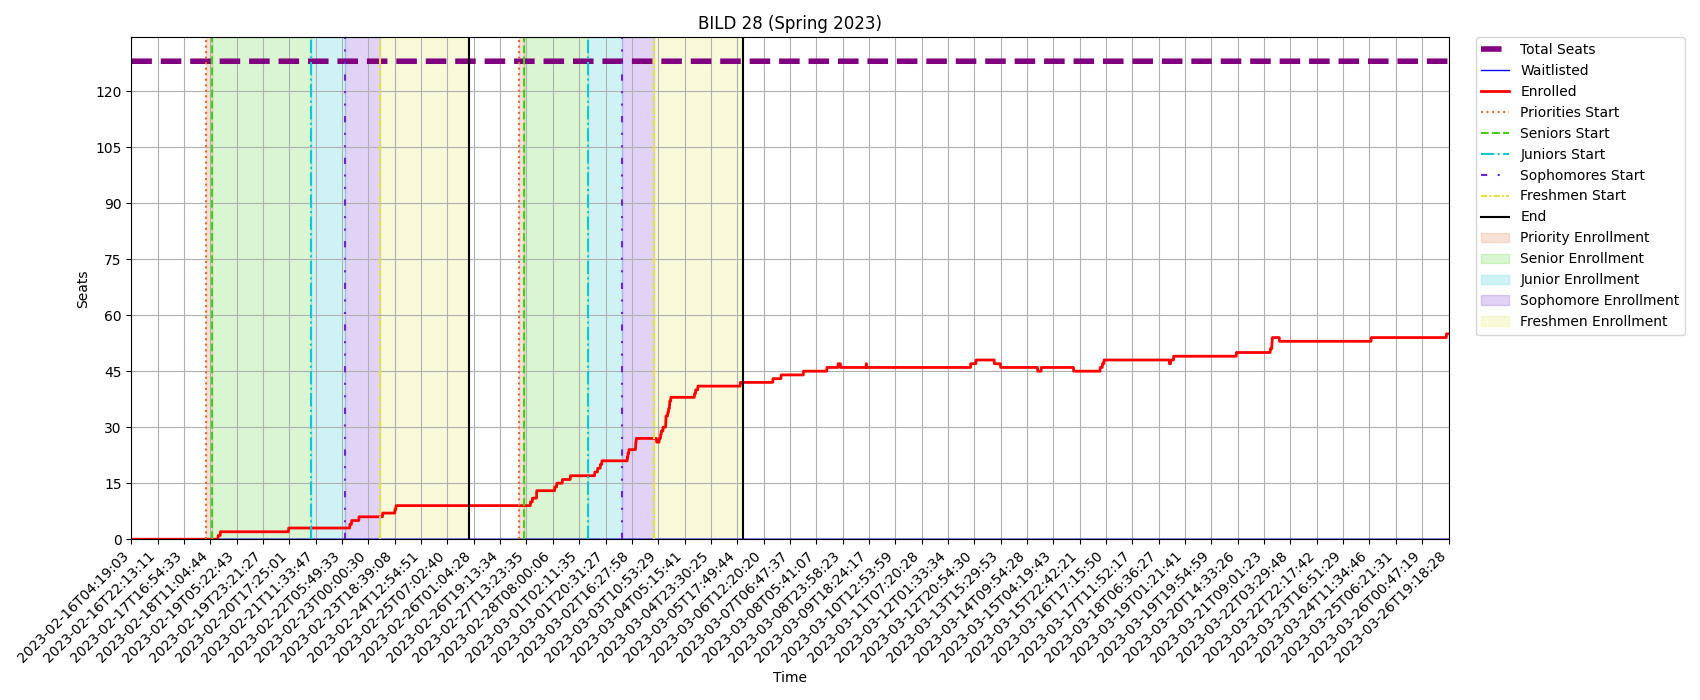 BILD 28 (Spring 2023)
Seats
120
105
90
75
60
45
30
15
0
2023-02-16T04:19:03
2023-02-16T22:13:11
2023-02-17T16:54:33
2023-02-18T11:04:44
2023-02-19T05:22:43
2023-02-19T23:21:27
2023-02-20T17:25:01
2023-02-21T11:33:47
2023-02-22T05:49:33
2023-02-23T00:00:30
2023-02-23T18:39:08
2023-02-24T12:54:51
2023-02-25T07:02:40
2023-02-26T01:04:28
2023-02-26T19:13:34
2023-02-27T13:23:35
2023-02-28T08:00:06
2023-03-01T02:11:35
2023-03-01T20:31:27
2023-03-02T16:27:58
2023-03-03T10:53:29
2023-03-04T05:15:41
2023-03-04T23:30:25
2023-03-05T17:49:44
2023-03-06T12:20:20
2023-03-07T06:47:37
2023-03-08T05:41:07
2023-03-08T23:58:23
2023-03-09T18:24:17
2023-03-10T12:53:59
2023-03-11T07:20:28
2023-03-12T01:33:34
2023-03-12T20:54:30
2023-03-13T15:29:53
2023-03-14T09:54:28
2023-03-15T04:19:43
2023-03-15T22:42:21
2023-03-16T17:15:50
2023-03-17T11:52:17
2023-03-18T06:36:27
2023-03-19T01:21:41
2023-03-19T19:54:59
2023-03-20T14:33:26
2023-03-21T09:01:23
2023-03-22T03:29:48
2023-03-22T22:17:42
2023-03-23T16:51:29
2023-03-24T11:34:46
2023-03-25T06:21:31
2023-03-26T00:47:19
2023-03-26T19:18:28
Time
Total Seats
Waitlisted
Enrolled
Priorities Start
Seniors Start
Juniors Start
Sophomores Start
Freshmen Start
End
Priority Enrollment
Senior Enrollment
Junior Enrollment
Sophomore Enrollment
Freshmen Enrollment